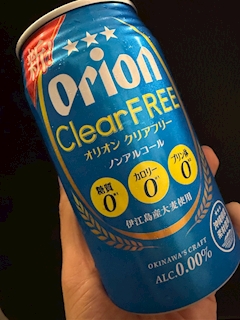 新!
Orion
Clear FREE
オリオン クリアフリー
ノンアルコール
糖質
0
カロリー
0
プリン体
0
伊江島産大麦使用
OKINAWA'S CRAFT
ALC.0.00%